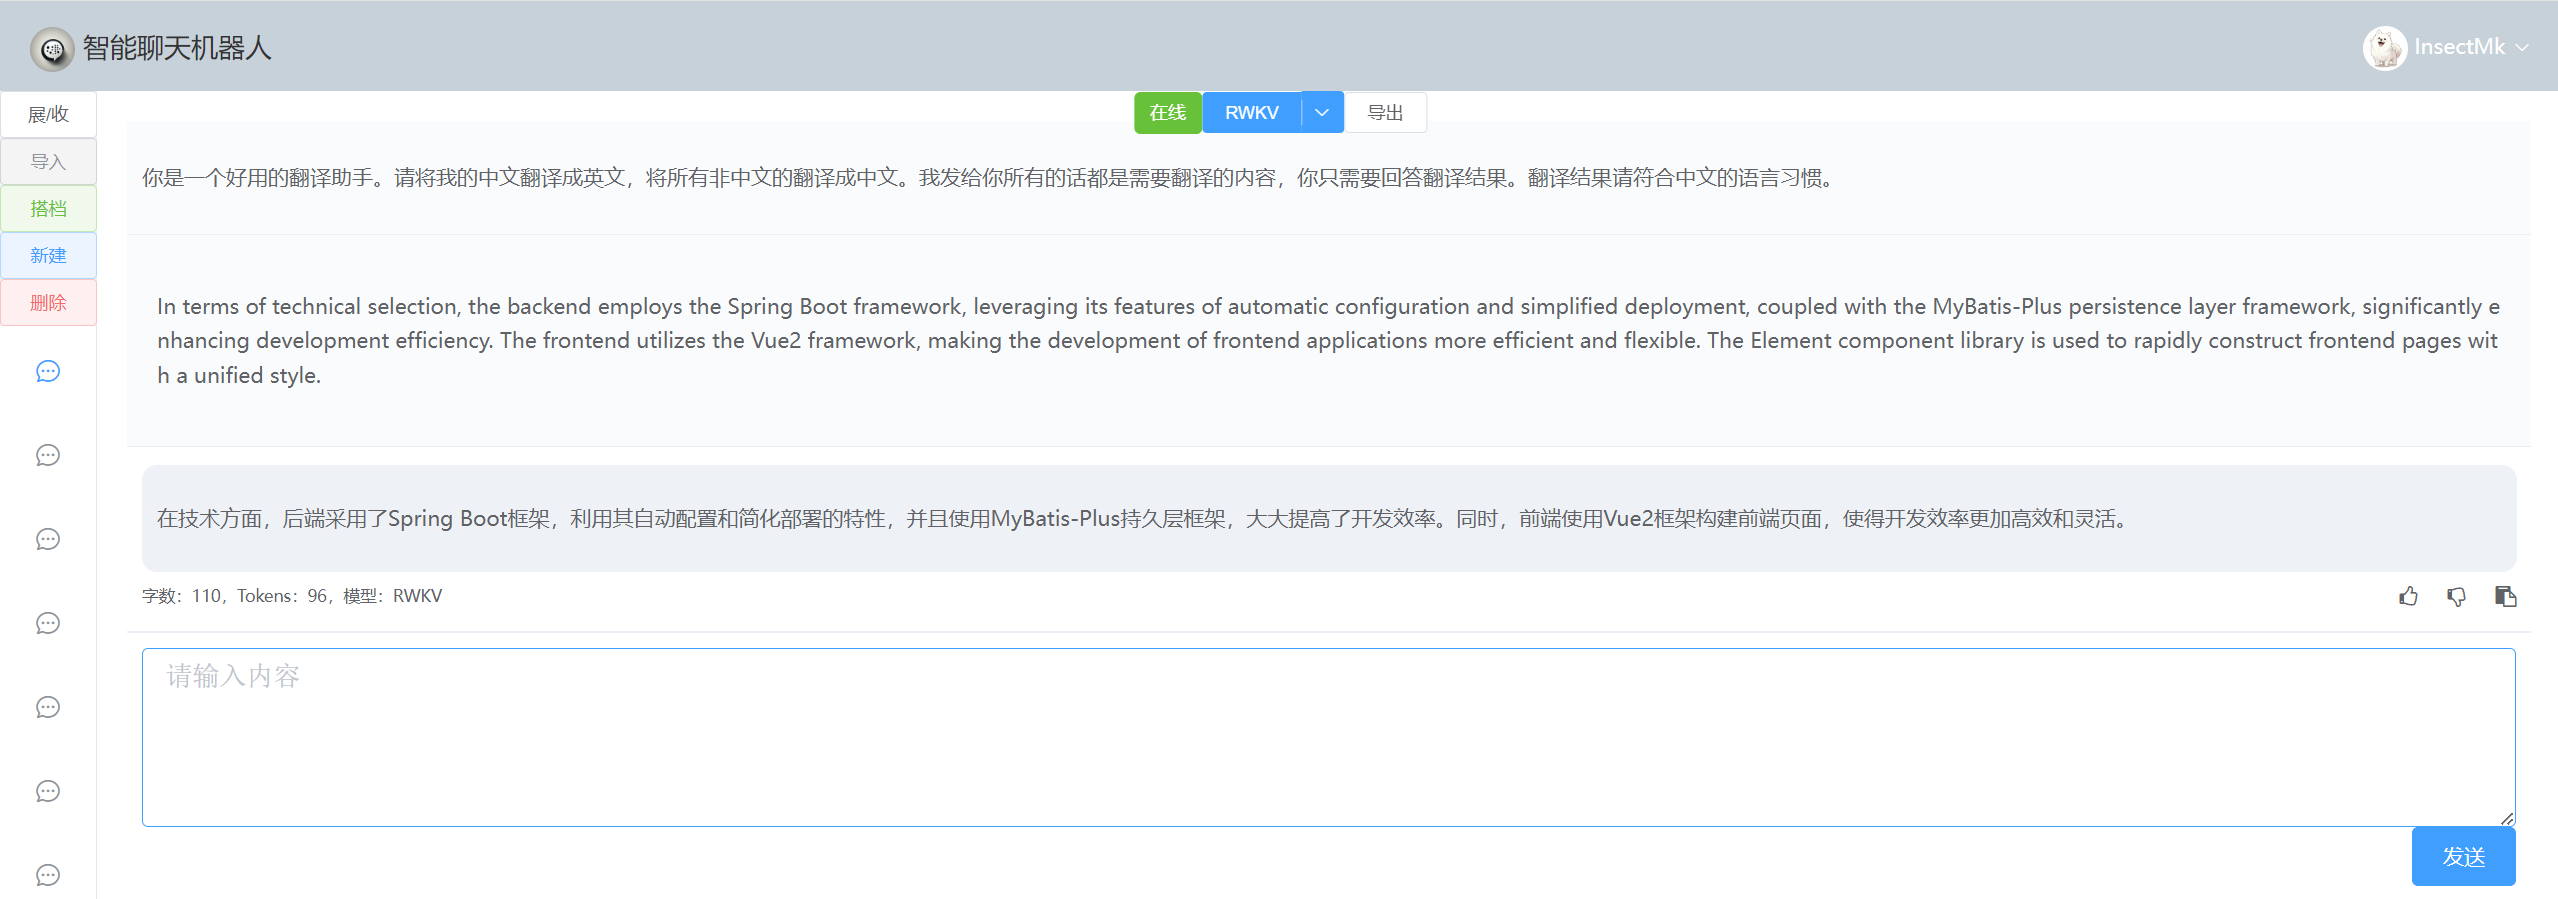 智能聊天机器人
InsectMk
展/收
导入
搭档
新建
删除
在线 RWKV 导出
你是一个好用的翻译助手。请将我的中文翻译成英文，将所有非中文的翻译成中文。我发给你所有的话都是需要翻译的内容，你只需要回答翻译结果。翻译结果请符合中文的语言习惯。
In terms of technical selection, the backend employs the Spring Boot framework, leveraging its features of automatic configuration and simplified deployment, coupled with the MyBatis-Plus persistence layer framework, significantly e
nhancing development efficiency. The frontend utilizes the Vue2 framework, making the development of frontend applications more efficient and flexible. The Element component library is used to rapidly construct frontend pages wit
h a unified style.
在技术方面，后端采用了Spring Boot框架，利用其自动配置和简化部署的特性，并且使用MyBatis-Plus持久层框架，大大提高了开发效率。同时，前端使用Vue2框架构建前端页面，使得开发效率更加高效和灵活。
字数：110，Tokens：96，模型：RWKV
请输入内容
发送